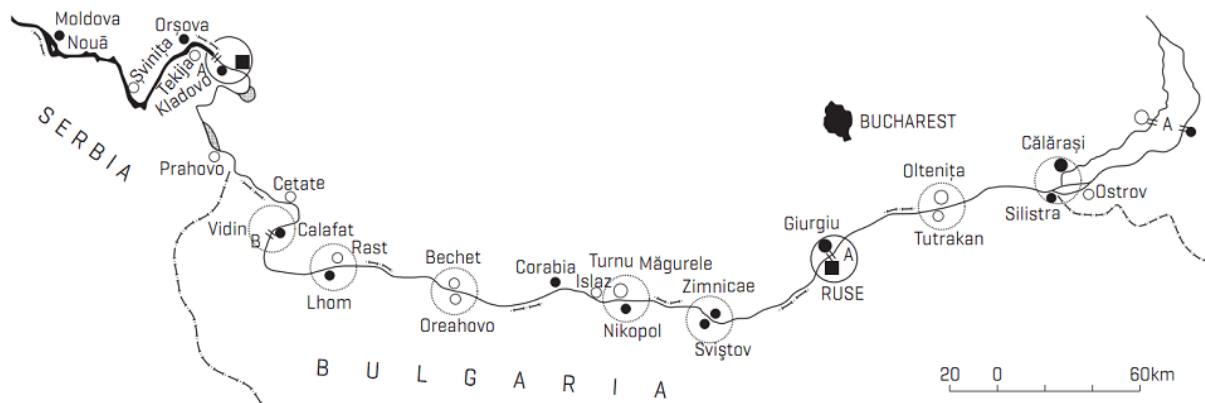 Moldova
Nouă
Orșova
Svinița
Tekija
A
Kladovo
SERBIA
Prahovo
Cetate
Vidin
B
Calafat
Rast
Lhom
Bechet
Oreahovo
Corabia
Islaz
Turnu Măgurele
Nikopol
Zimnicae
Sviştov
BULGARIA
BUCHAREST
Giurgiu
A
RUSE
Oltenița
Tutrakan
Călărași
Silistra
Ostrov
A
20 0 60km